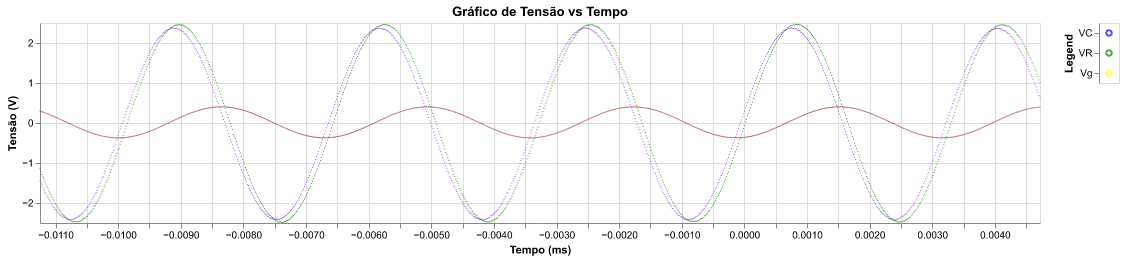 Gráfico de Tensão vs Tempo
Tensão (V)
2
1
0
−1
−2
−0.0110 −0.0100 −0.0090 −0.0080 −0.0070 −0.0060 −0.0050 −0.0040 −0.0030 −0.0020 −0.0010 0.0000 0.0010 0.0020 0.0030 0.0040
Tempo (ms)
Legend
VC
VR
Vg